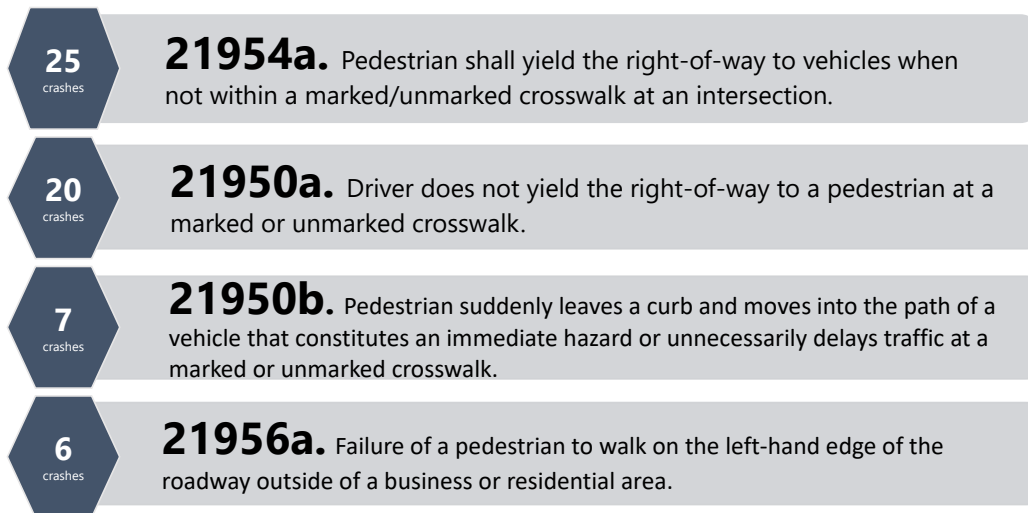 25
crashes
21954a. Pedestrian shall yield the right-of-way to vehicles when
not within a marked/unmarked crosswalk at an intersection.
20
crashes
21950a. Driver does not yield the right-of-way to a pedestrian at a
marked or unmarked crosswalk.
7
crashes
21950b. Pedestrian suddenly leaves a curb and moves into the path of a
vehicle that constitutes an immediate hazard or unnecessarily delays traffic at a
marked or unmarked crosswalk.
6
crashes
21956a. Failure of a pedestrian to walk on the left-hand edge of the
roadway outside of a business or residential area.